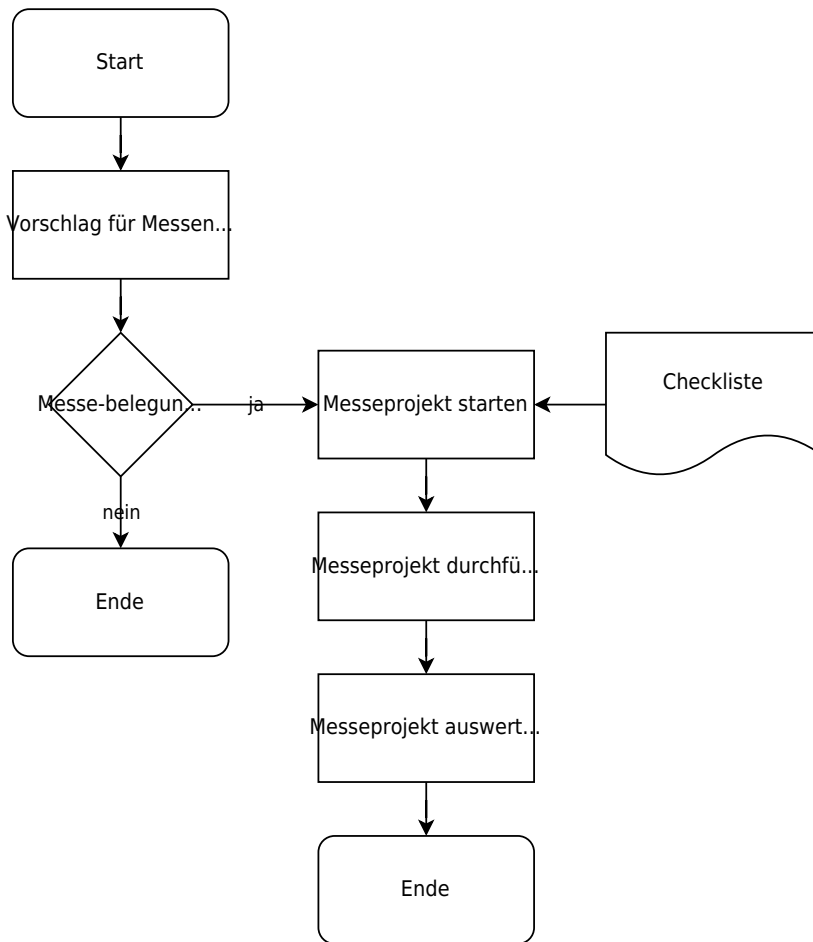 Start
Vorschlag für Messen...
Messe-belegun...
ja
Messeprojekt starten
Checkliste
nein
Messeprojekt durchfü...
Ende
Messeprojekt auswert...
Ende